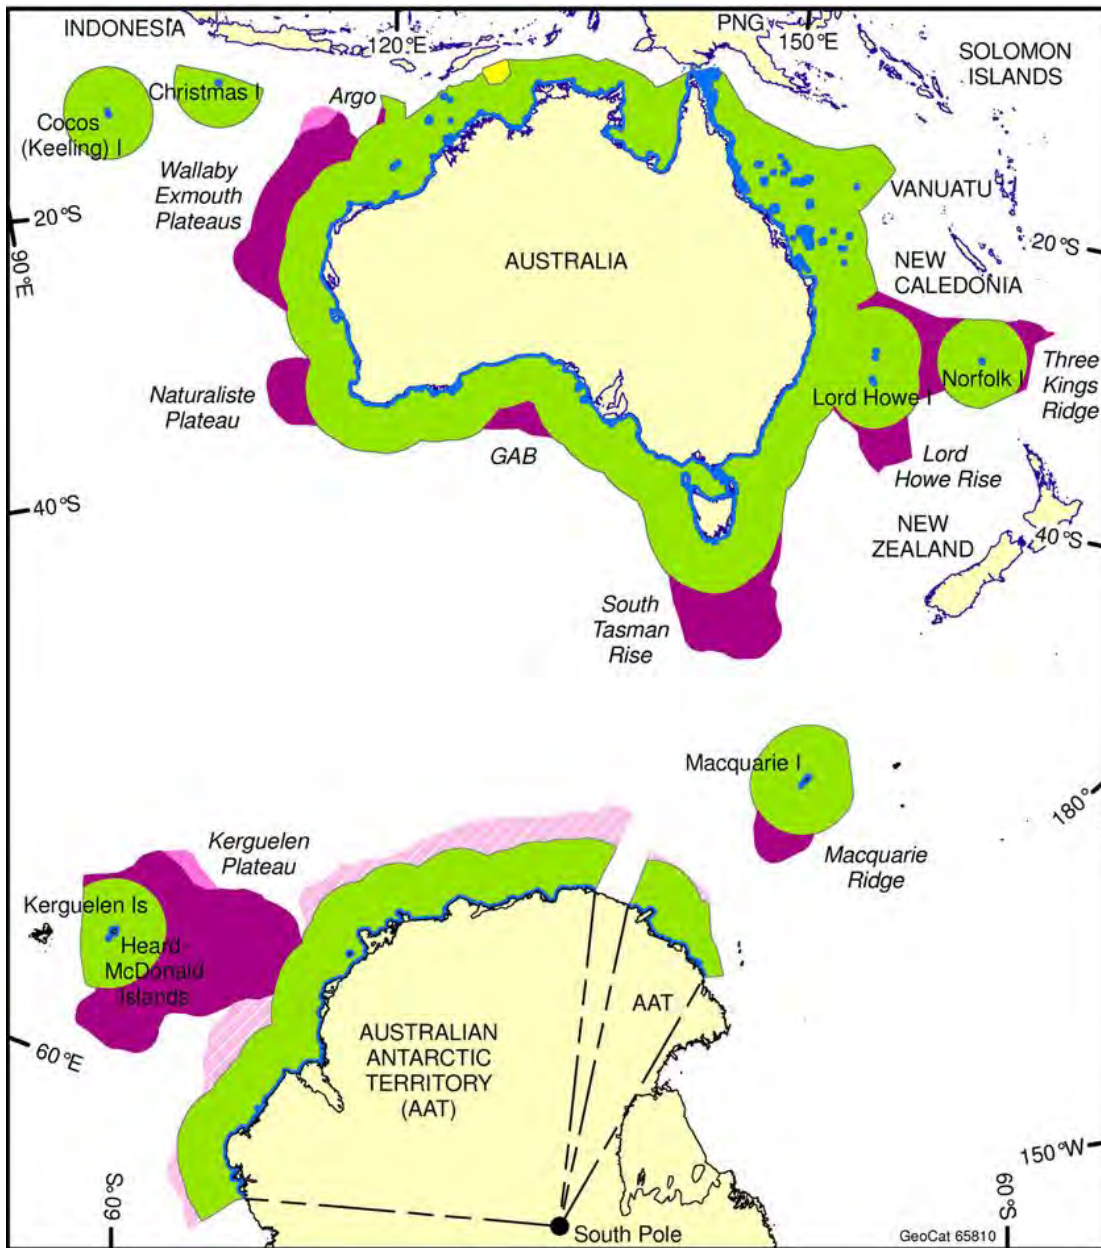 INDONESIA
PNG
120°E
150°E
SOLOMON
ISLANDS
Christmas I
Argo
Cocos
(Keeling) I
Wallaby
Exmouth
Plateaus
VANUATU
20°S
20°S
90°E
AUSTRALIA
NEW
CALEDONIA
Naturaliste
Plateau
Lord Howe I
Norfolk I
Three
Kings
Ridge
GAB
Lord
Howe Rise
40°S
NEW
ZEALAND
40°S
South
Tasman
Rise
Macquarie I
180°
Kerguelen
Plateau
Macquarie
Ridge
Kerguelen Is
Heard
McDonald
Islands
AAT
60°E
AUSTRALIAN
ANTARCTIC
TERRITORY
(AAT)
150°W
60°S
60°S
South Pole
GeoCat 65810